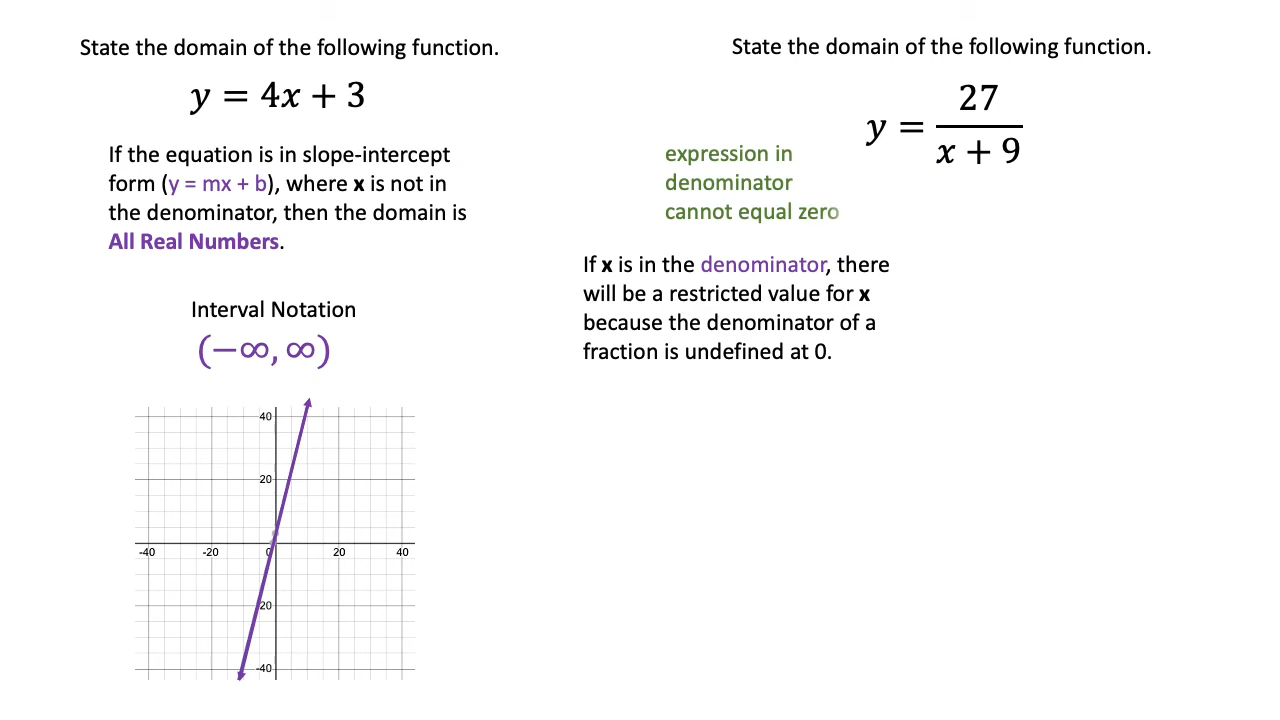 State the domain of the following function.
y = 4x + 3
If the equation is in slope-intercept
form (y = mx + b), where x is not in
the denominator, then the domain is
All Real Numbers.
Interval Notation
(−∞, ∞)
40
20
-40
-20
0
20
40
-20
-40
State the domain of the following function.
y = 27 / x + 9
expression in
denominator
cannot equal zero
If x is in the denominator, there
will be a restricted value for x
because the denominator of a
fraction is undefined at 0.